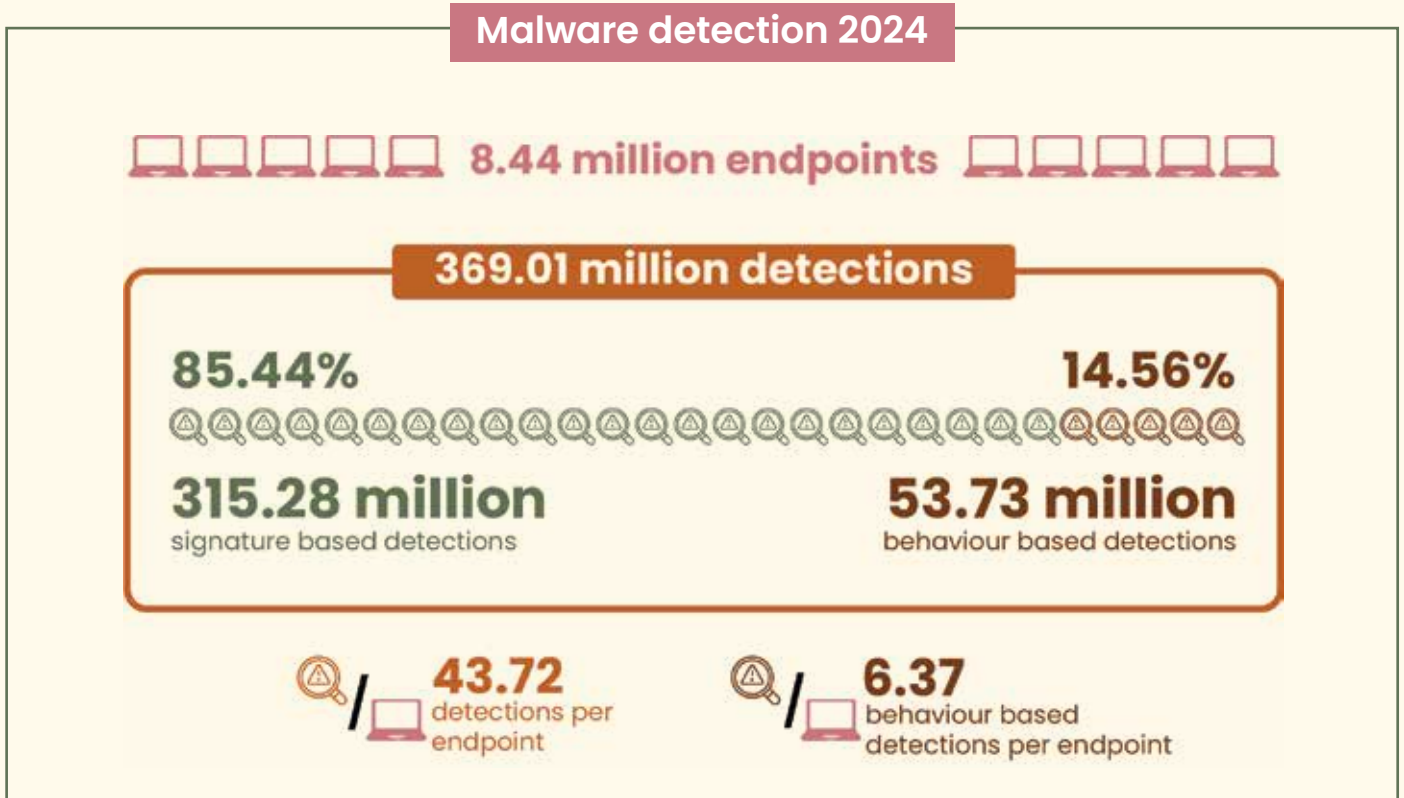 Malware detection 2024
8.44 million endpoints
369.01 million detections
85.44%
14.56%
315.28 million
signature based detections
53.73 million
behaviour based detections
43.72
detections per
endpoint
6.37
behaviour based
detections per endpoint